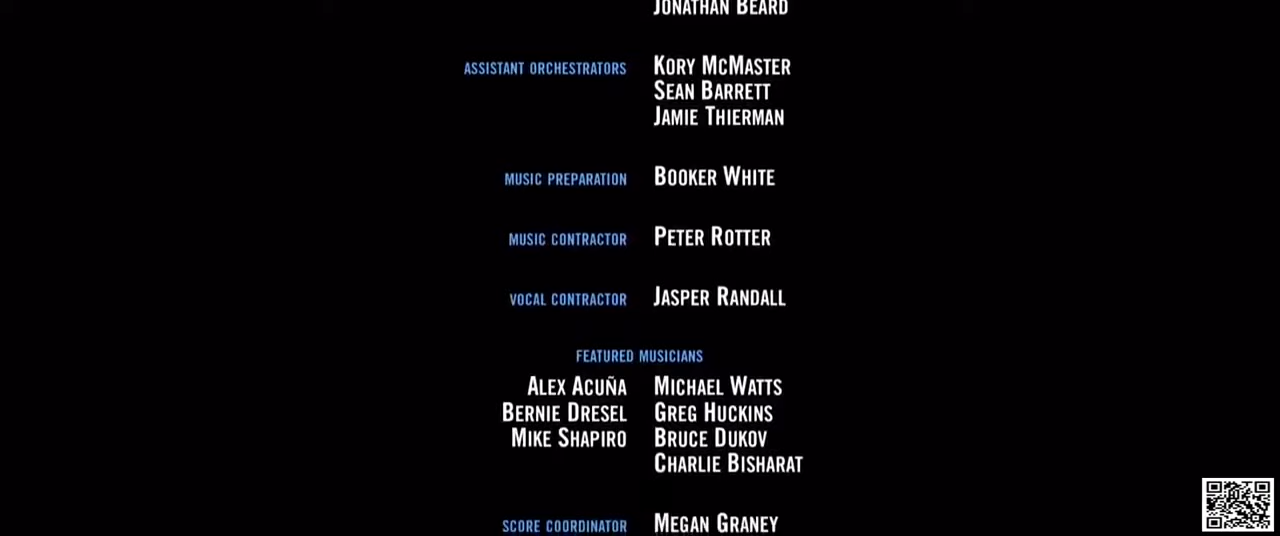 JONATHAN BEARD
ASSISTANT ORCHESTRATORS KORY MCMASTER
SEAN BARRETT
JAMIE THIERMAN
MUSIC PREPARATION BOOKER WHITE
MUSIC CONTRACTOR PETER ROTTER
VOCAL CONTRACTOR JASPER RANDALL
FEATURED MUSICIANS
ALEX ACUÑA MICHAEL WATTS
BERNIE DRESEL GREG HUCKINS
MIKE SHAPIRO BRUCE DUKOV
CHARLIE BISHARAT
SCORE COORDINATOR MEGAN GRANEY